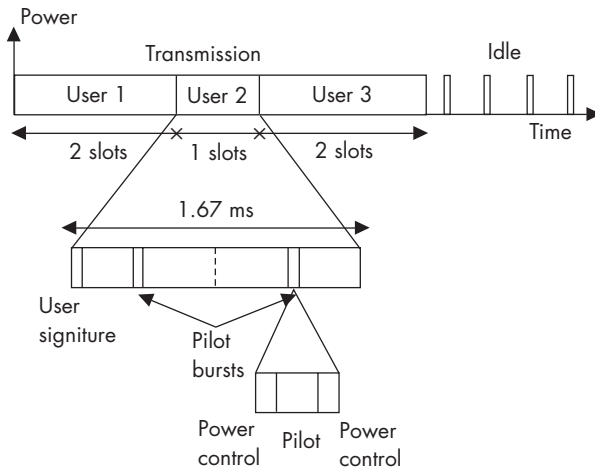 Power
Transmission
Idle
User 1
User 2
User 3
Time
2 slots
1 slots
2 slots
1.67 ms
User
signiture
Pilot
bursts
Power
control
Pilot
Power
control